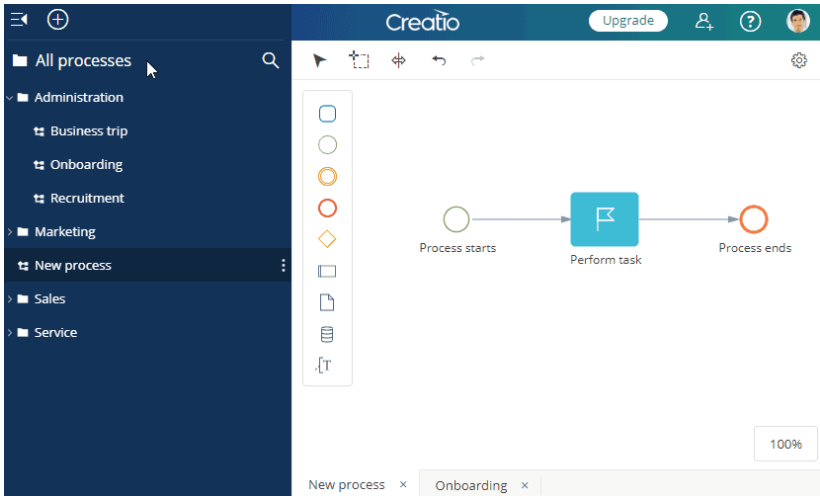 Creatio
Upgrade
All processes
Administration
Business trip
Onboarding
Recruitment
Marketing
New process
Sales
Service
T
Process starts
Perform task
Process ends
100%
New process
Onboarding